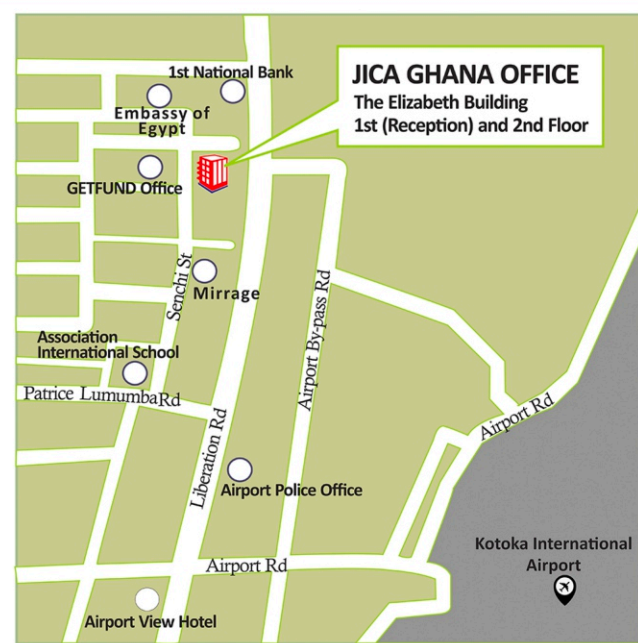 1st National Bank
Embassy of
Egypt
JICA GHANA OFFICE
The Elizabeth Building
1st (Reception) and 2nd Floor
GETFUND Office
Senchi St
Mirrage
Airport By-pass Rd
Association
International School
Patrice LumumbaRd
Liberation Rd
Airport Rd
Airport Police Office
Kotoka International
Airport
Airport Rd
Airport View Hotel